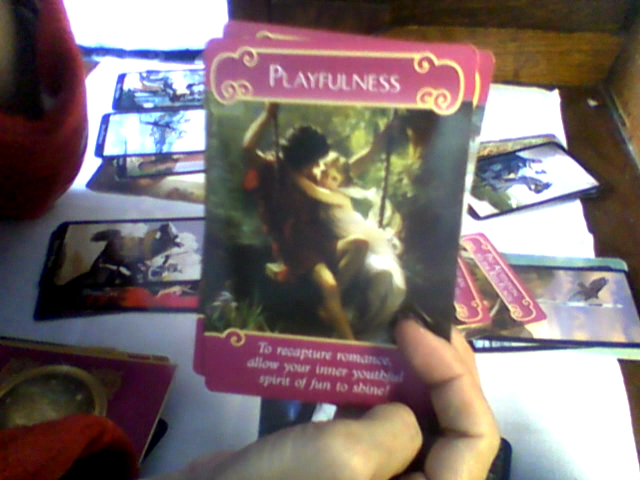 PLAYFULNESS
To recapture romance,
allow your inner youthful
spirit of fun to shine!